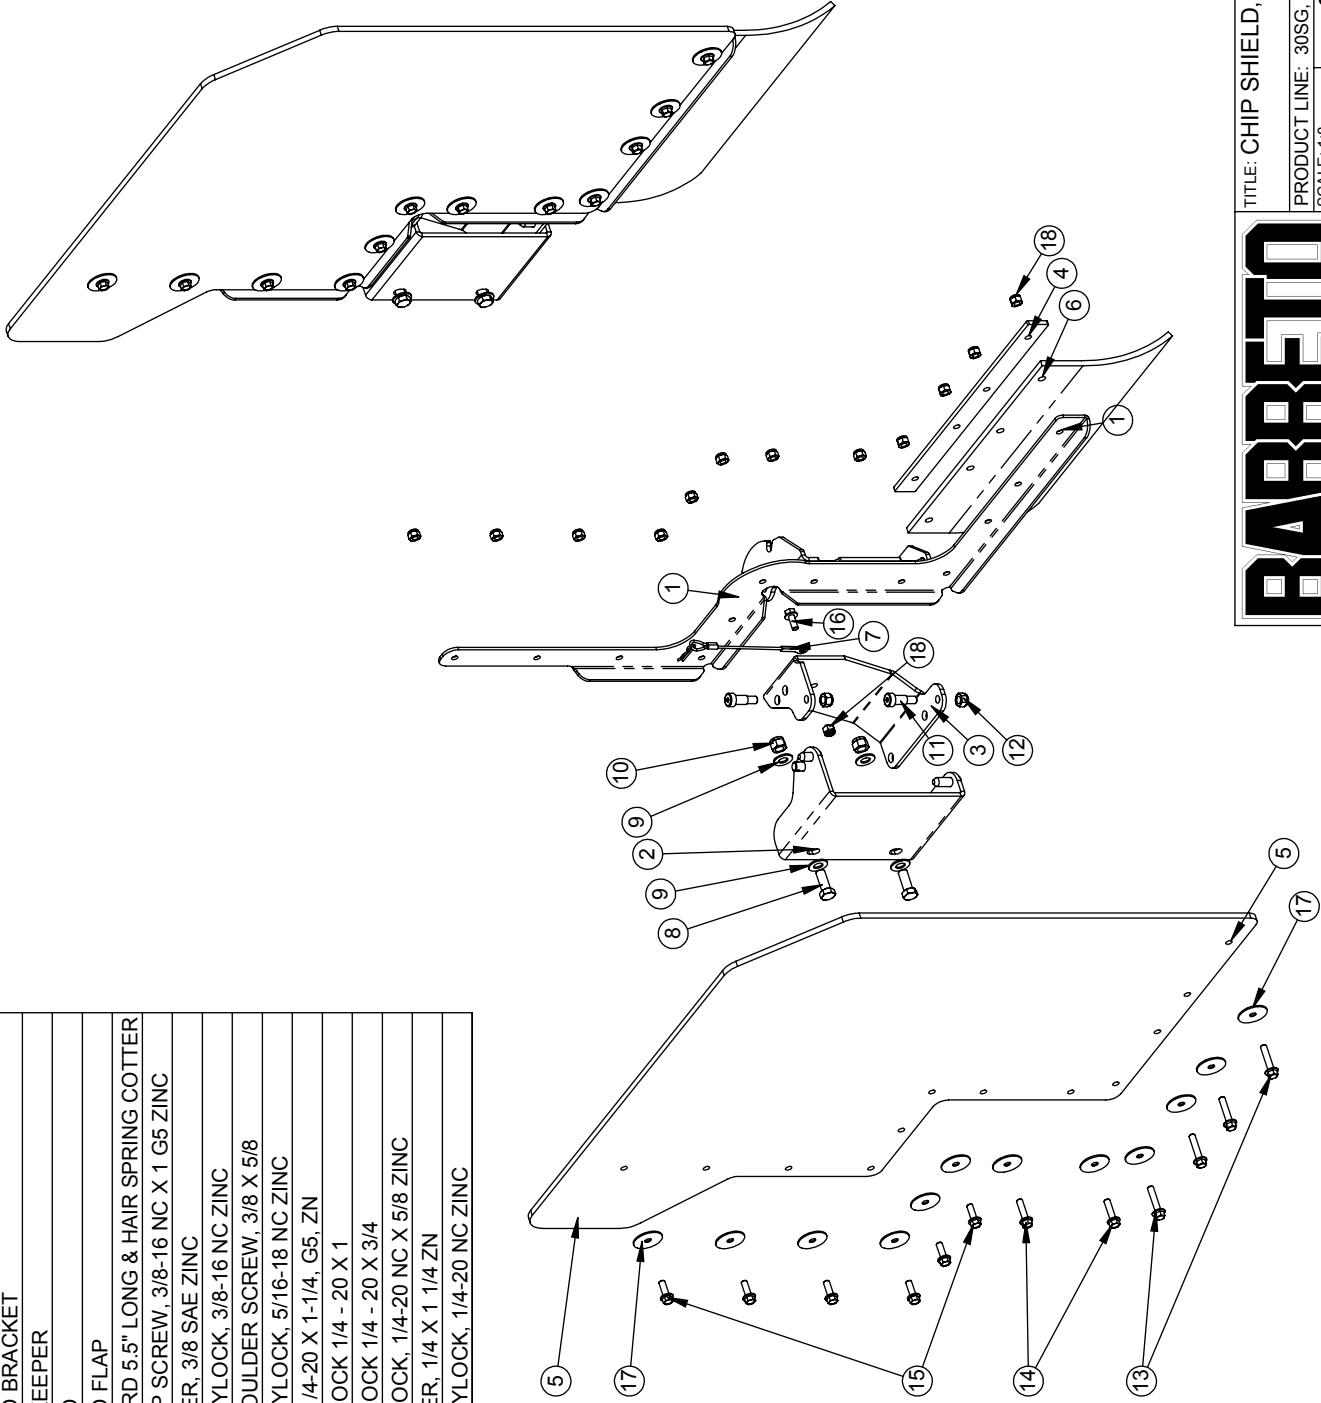 BRACKET
EEPER
FLAP
RD 5.5" LONG & HAIR SPRING COTTER
P SCREW, 3/8-16 NC X 1 G5 ZINC
ER, 3/8 SAE ZINC
YLOCK, 3/8-16 NC ZINC
OULDER SCREW, 3/8 X 5/8
YLOCK, 5/16-18 NC ZINC
/4-20 X 1-1/4, G5, ZN
OCK 1/4 - 20 X 1
OCK 1/4 - 20 X 3/4
OCK, 1/4-20 NC X 5/8 ZINC
ER, 1/4 X 1 1/4 ZN
YLOCK, 1/4-20 NC ZINC
5
17
15
14
13
17
5
8
9
2
9
10
11
3
12
18
7
16
1
1
6
4
18
BARRETO
TITLE: CHIP SHIELD,
PRODUCT LINE: 30SG,